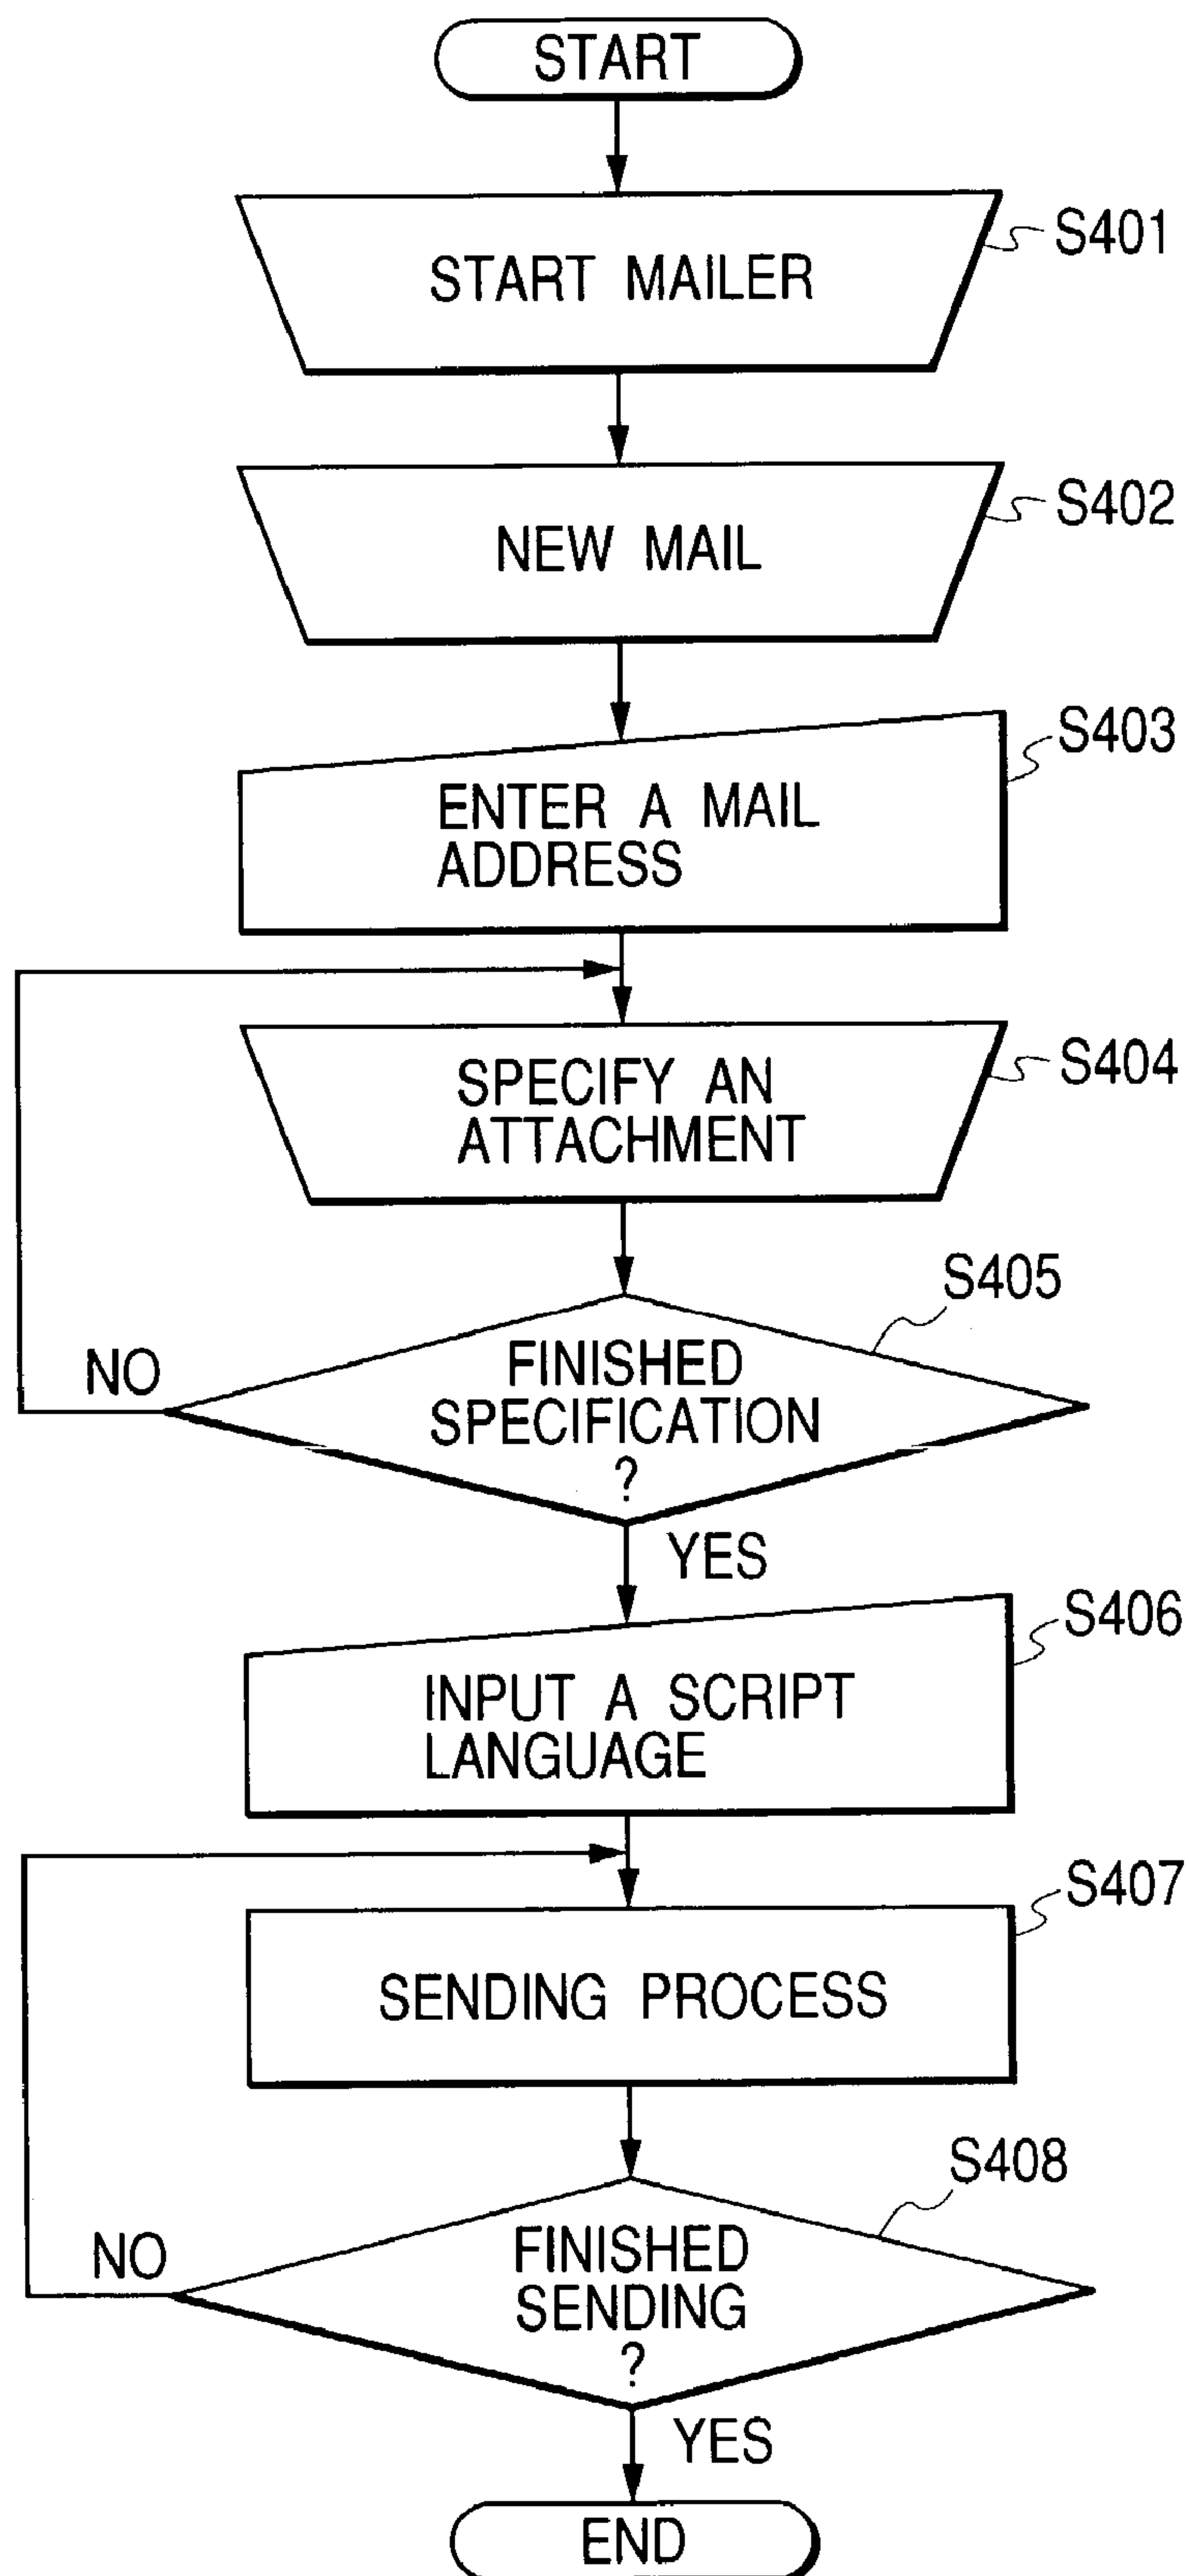 START
START MAILER
S401
NEW MAIL
S402
S403
ENTER A MAIL
ADDRESS
S404
SPECIFY AN
ATTACHMENT
S405
FINISHED
SPECIFICATION
?
NO
YES
S406
INPUT A SCRIPT
LANGUAGE
S407
SENDING PROCESS
S408
FINISHED
SENDING
?
NO
YES
END